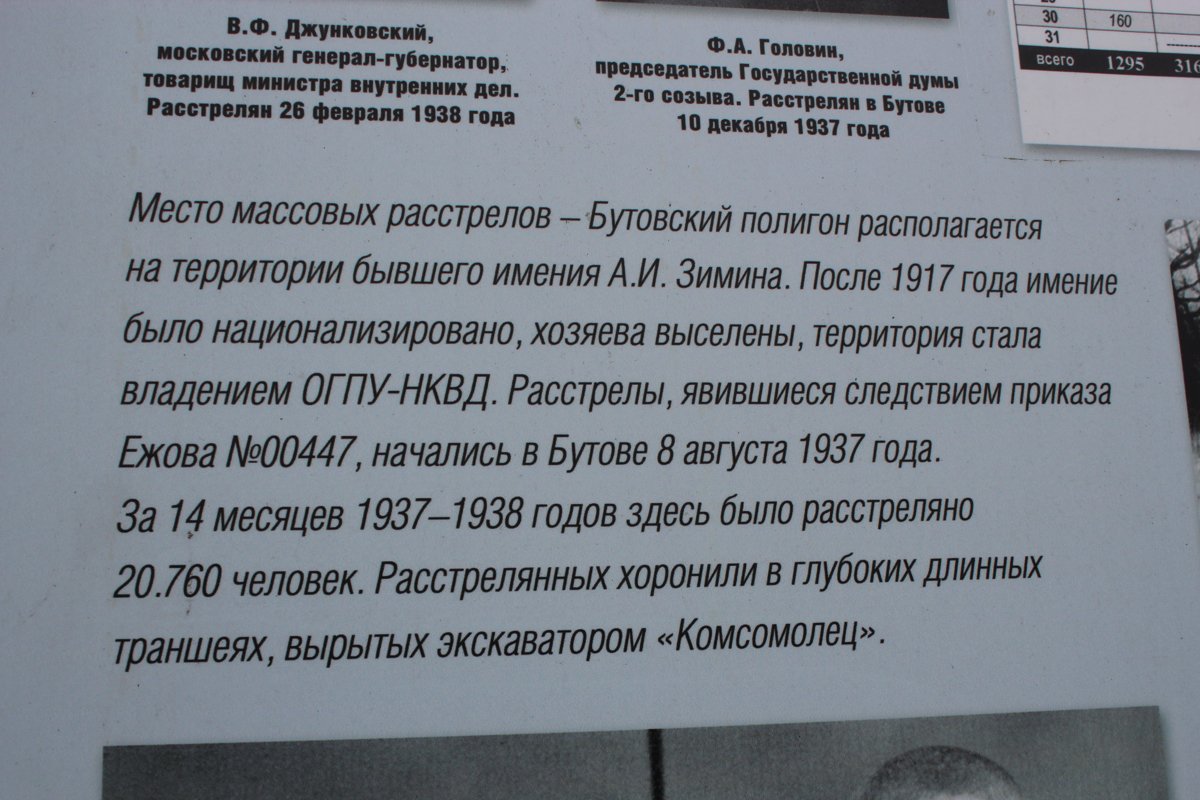 В.Ф. Джунковский,
московский генерал-губернатор,
товарищ министра внутренних дел.
Расстрелян 26 февраля 1938 года
Ф.А. Головин,
председатель Государственной думы
2-го созыва. Расстрелян в Бутове
10 декабря 1937 года
30 160
31
всего 1295 316
Место массовых расстрелов – Бутовский полигон располагается
на территории бывшего имения А.И. Зимина. После 1917 года имение
было национализировано, хозяева выселены, территория стала
владением ОГПУ-НКВД. Расстрелы, явившиеся следствием приказа
Ежова №00447, начались в Бутове 8 августа 1937 года.
За 14 месяцев 1937–1938 годов здесь было расстреляно
20.760 человек. Расстрелянных хоронили в глубоких длинных
траншеях, вырытых экскаватором «Комсомолец».